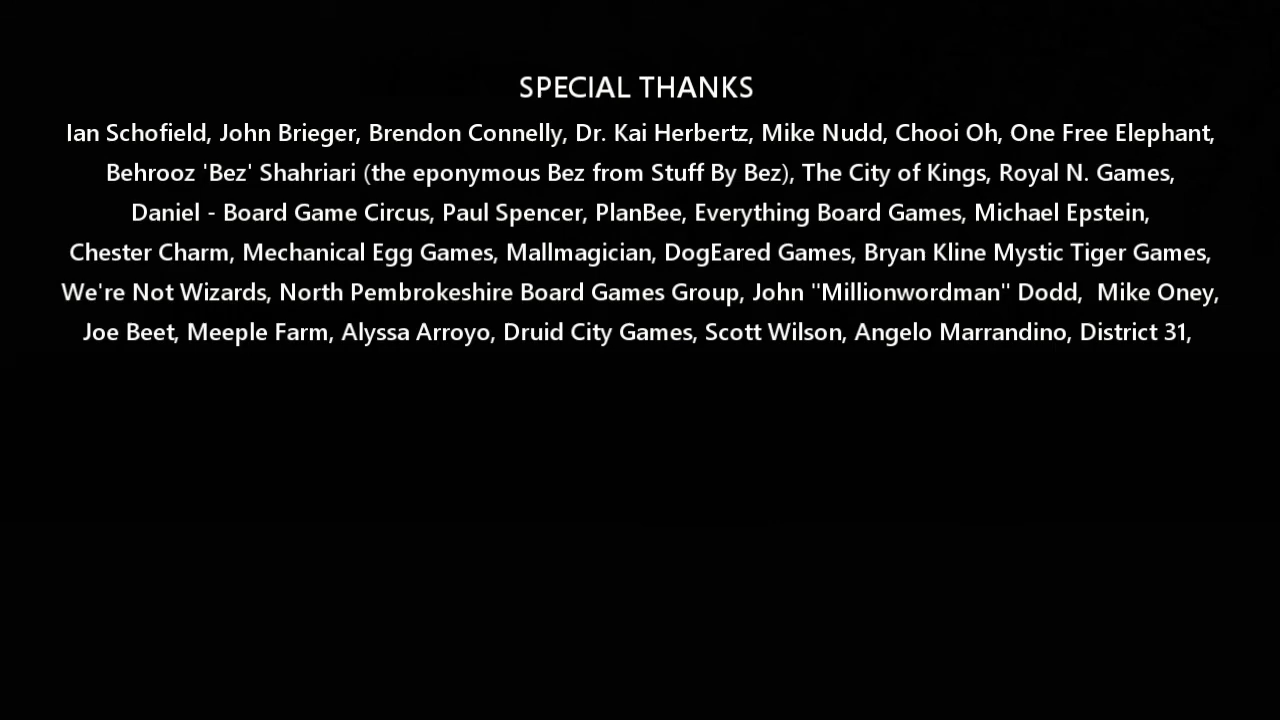 SPECIAL THANKS
Ian Schofield, John Brieger, Brendon Connelly, Dr. Kai Herbertz, Mike Nudd, Chooi Oh, One Free Elephant,
Behrooz 'Bez' Shahriari (the eponymous Bez from Stuff By Bez), The City of Kings, Royal N. Games,
Daniel - Board Game Circus, Paul Spencer, PlanBee, Everything Board Games, Michael Epstein,
Chester Charm, Mechanical Egg Games, Mallmagician, DogEared Games, Bryan Kline Mystic Tiger Games,
We're Not Wizards, North Pembrokeshire Board Games Group, John "Millionwordman" Dodd,  Mike Oney,
Joe Beet, Meeple Farm, Alyssa Arroyo, Druid City Games, Scott Wilson, Angelo Marrandino, District 31,